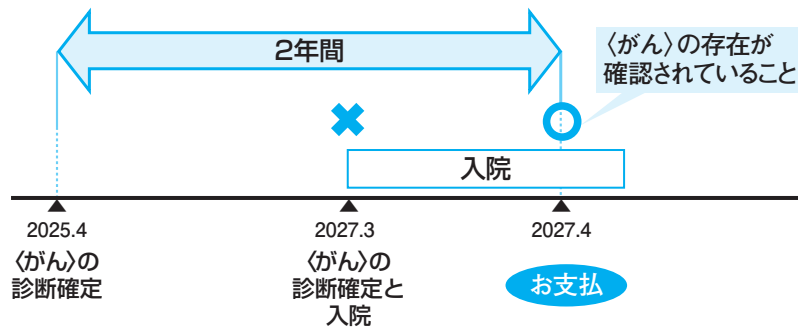 2年間
〈がん〉の存在が
確認されていること
入院
2025.4
〈がん〉の
診断確定
2027.3
〈がん〉の
診断確定と
入院
2027.4
お支払